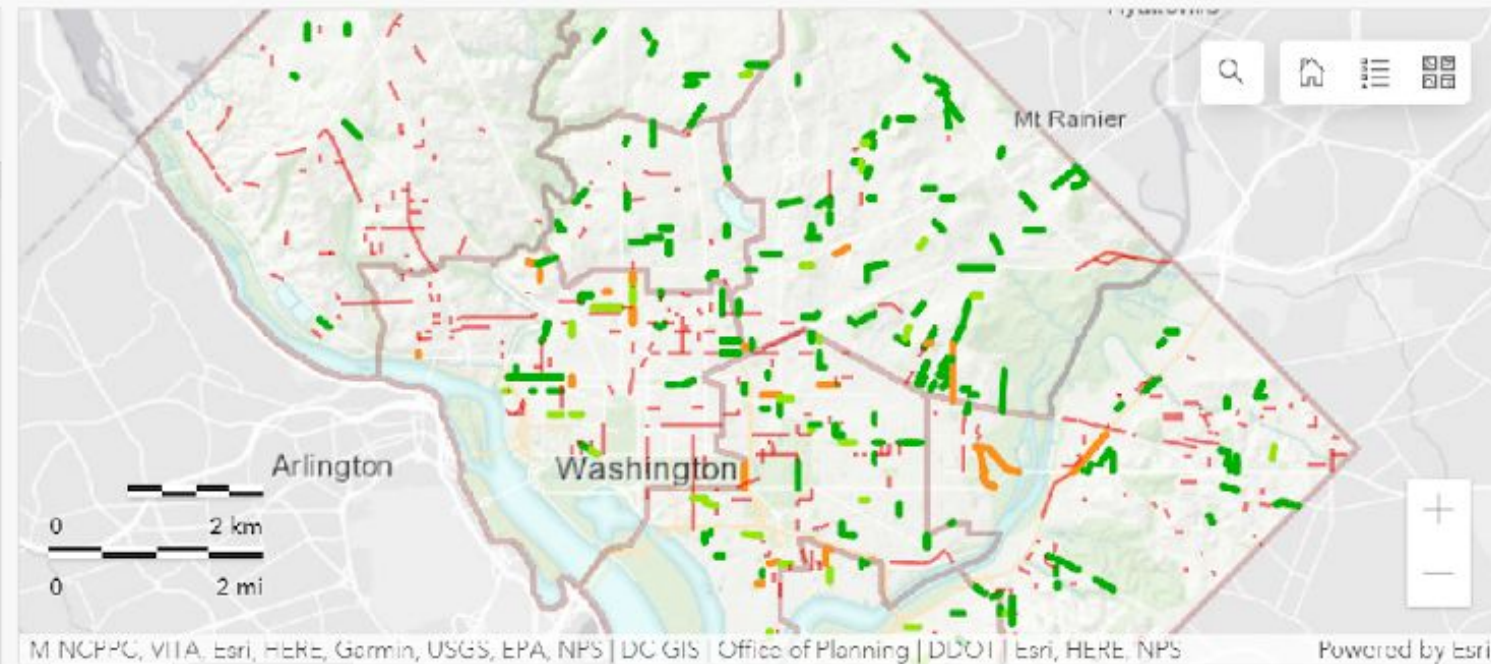 Mt Rainier
Arlington
Washington
0 2 km
0 2 mi
M NCPPC, VITA, Esri, HERE, Garmin, USGS, EPA, NPS | DC GIS | Office of Planning | DDOT | Esri, HERE, NPS Powered by Esri